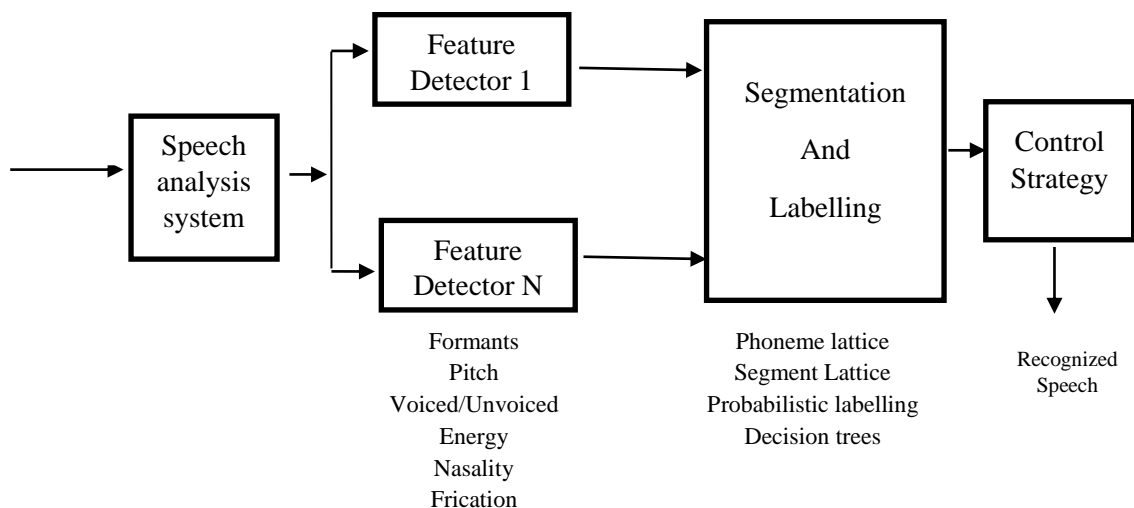 Speech
analysis
system
Feature
Detector 1
Feature
Detector N
Formants
Pitch
Voiced/Unvoiced
Energy
Nasality
Frication
Segmentation
And
Labelling
Phoneme lattice
Segment Lattice
Probabilistic labelling
Decision trees
Control
Strategy
Recognized
Speech